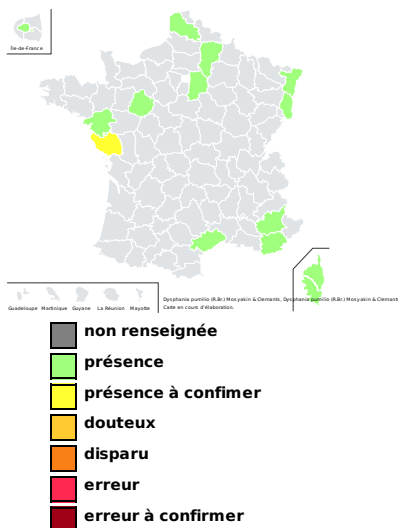 Île-de-France
Guadeloupe Martinique Guyane La Réunion Mayotte
Dysphania pumilio (R.Br.) Mosyakin & Clemants, Dysphania pumilio (R.Br.) Mosyakin & Clemants
Carte en cours d'élaboration.
non renseignée
présence
présence à confimer
douteux
disparu
erreur
erreur à confirmer